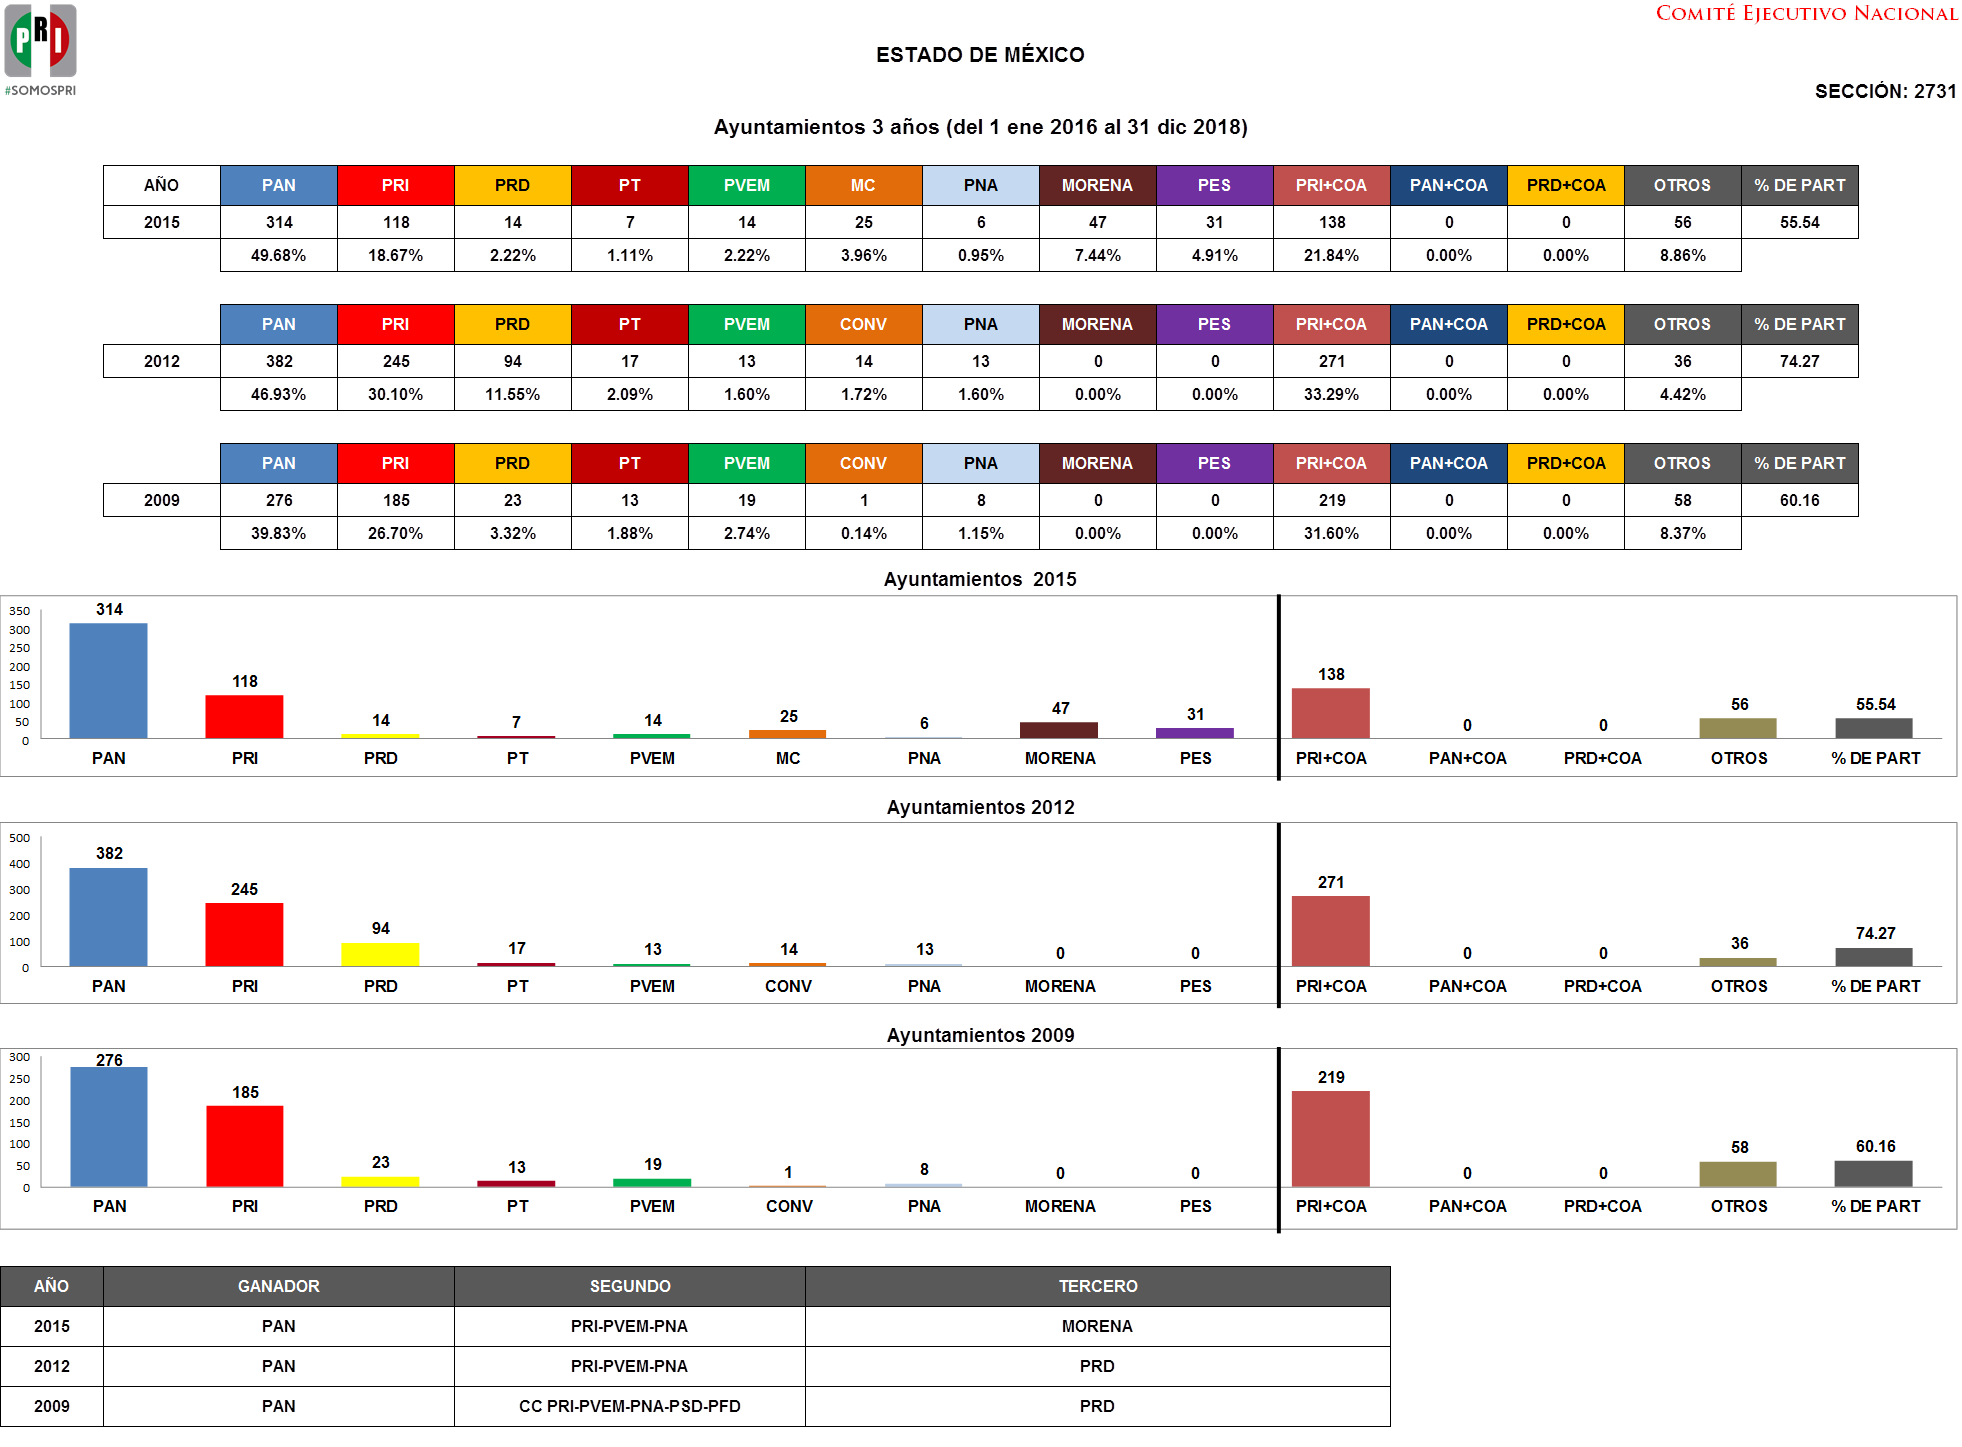 PRI
#SOMOSPRI
COMITÉ EJECUTIVO NACIONAL
ESTADO DE MÉXICO
SECCIÓN: 2731
Ayuntamientos 3 años (del 1 ene 2016 al 31 dic 2018)
AÑO PAN PRI PRD PT PVEM MC PNA MORENA PES PRI+COA PAN+COA PRD+COA OTROS % DE PART
2015 314 118 14 7 14 25 6 47 31 138 0 0 56 55.54
49.68% 18.67% 2.22% 1.11% 2.22% 3.96% 0.95% 7.44% 4.91% 21.84% 0.00% 0.00% 8.86%
PAN PRI PRD PT PVEM CONV PNA MORENA PES PRI+COA PAN+COA PRD+COA OTROS % DE PART
2012 382 245 94 17 13 14 13 0 0 271 0 0 36 74.27
46.93% 30.10% 11.55% 2.09% 1.60% 1.72% 1.60% 0.00% 0.00% 33.29% 0.00% 0.00% 4.42%
PAN PRI PRD PT PVEM CONV PNA MORENA PES PRI+COA PAN+COA PRD+COA OTROS % DE PART
2009 276 185 23 13 19 1 8 0 0 219 0 0 58 60.16
39.83% 26.70% 3.32% 1.88% 2.74% 0.14% 1.15% 0.00% 0.00% 31.60% 0.00% 0.00% 8.37%
Ayuntamientos 2015
350
300
250
200
150
100
50
0
314 118 14 7 14 25 6 47 31 138 0 0 56 55.54
PAN PRI PRD PT PVEM MC PNA MORENA PES PRI+COA PAN+COA PRD+COA OTROS % DE PART
Ayuntamientos 2012
500
400
300
200
100
0
382 245 94 17 13 14 13 0 0 271 0 0 36 74.27
PAN PRI PRD PT PVEM CONV PNA MORENA PES PRI+COA PAN+COA PRD+COA OTROS % DE PART
Ayuntamientos 2009
300
250
200
150
100
50
0
276 185 23 13 19 1 8 0 0 219 0 0 58 60.16
PAN PRI PRD PT PVEM CONV PNA MORENA PES PRI+COA PAN+COA PRD+COA OTROS % DE PART
AÑO GANADOR SEGUNDO TERCERO
2015 PAN PRI-PVEM-PNA MORENA
2012 PAN PRI-PVEM-PNA PRD
2009 PAN CC PRI-PVEM-PNA-PSD-PFD PRD